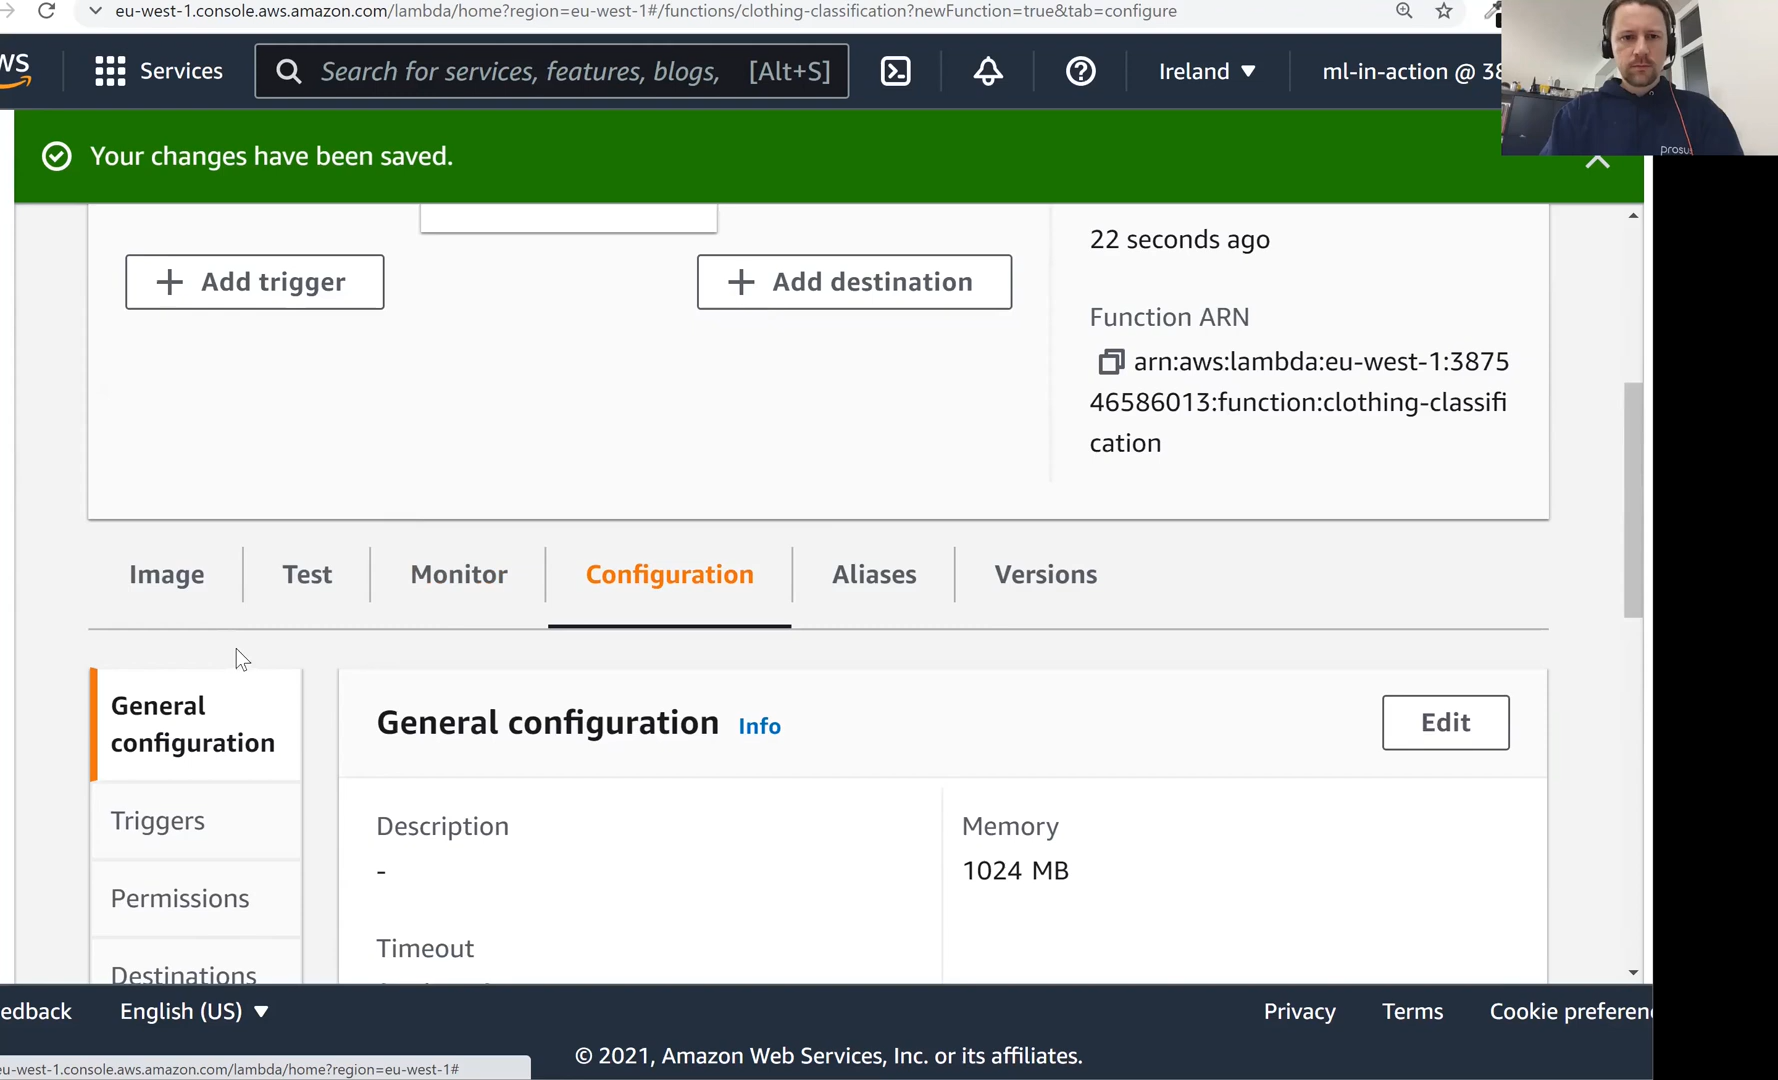 eu-west-1.console.aws.amazon.com/lambda/home?region=eu-west-1#/functions/clothing-classification?newFunction=true&tab=configure
Services
Search for services, features, blogs,
[Alt+S]
Ireland
ml-in-action @ 38
prosus
Your changes have been saved.
Add trigger
Add destination
22 seconds ago
Function ARN
arn:aws:lambda:eu-west-1:3875
46586013:function:clothing-classifi
cation
Image
Test
Monitor
Configuration
Aliases
Versions
General
configuration
Triggers
Permissions
Destinations
General configuration Info
Edit
Description
-
Memory
1024 MB
Timeout
edback
English (US)
Privacy
Terms
Cookie preferen
eu-west-1.console.aws.amazon.com/lambda/home?region=eu-west-1#
© 2021, Amazon Web Services, Inc. or its affiliates.